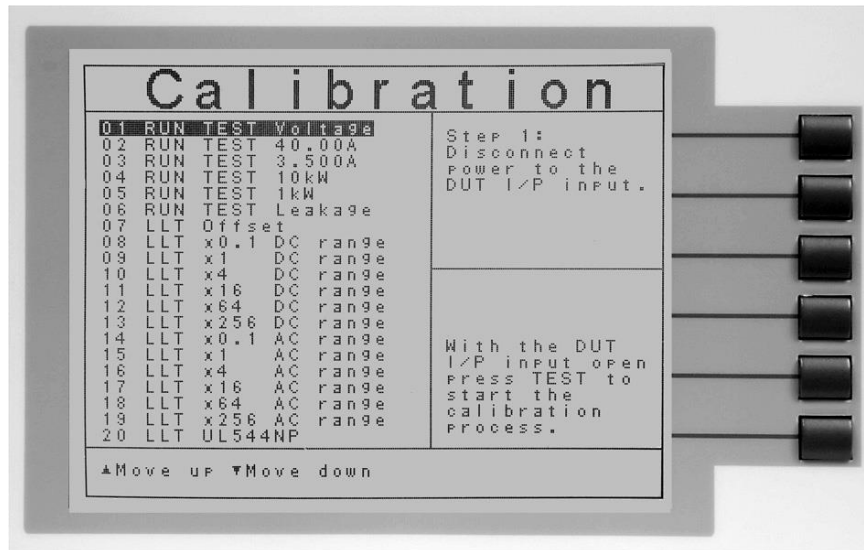 Calibration
01 RUN TEST Voltage
02 RUN TEST 40.00A
03 RUN TEST 3.500A
04 RUN TEST 10kW
05 RUN TEST 1kW
06 RUN TEST Leakage
07 LLT Offset
08 LLT x0.1 DC range
09 LLT x1 DC range
10 LLT x4 DC range
11 LLT x16 DC range
12 LLT x64 DC range
13 LLT x256 DC range
14 LLT x0.1 AC range
15 LLT x1 AC range
16 LLT x4 AC range
17 LLT x16 AC range
18 LLT x64 AC range
19 LLT x256 AC range
20 LLT UL544NP
Step 1:
Disconnect
power to the
DUT I/P input.
With the DUT
I/P input open
press TEST to
start the
calibration
process.
▲Move up ▼Move down